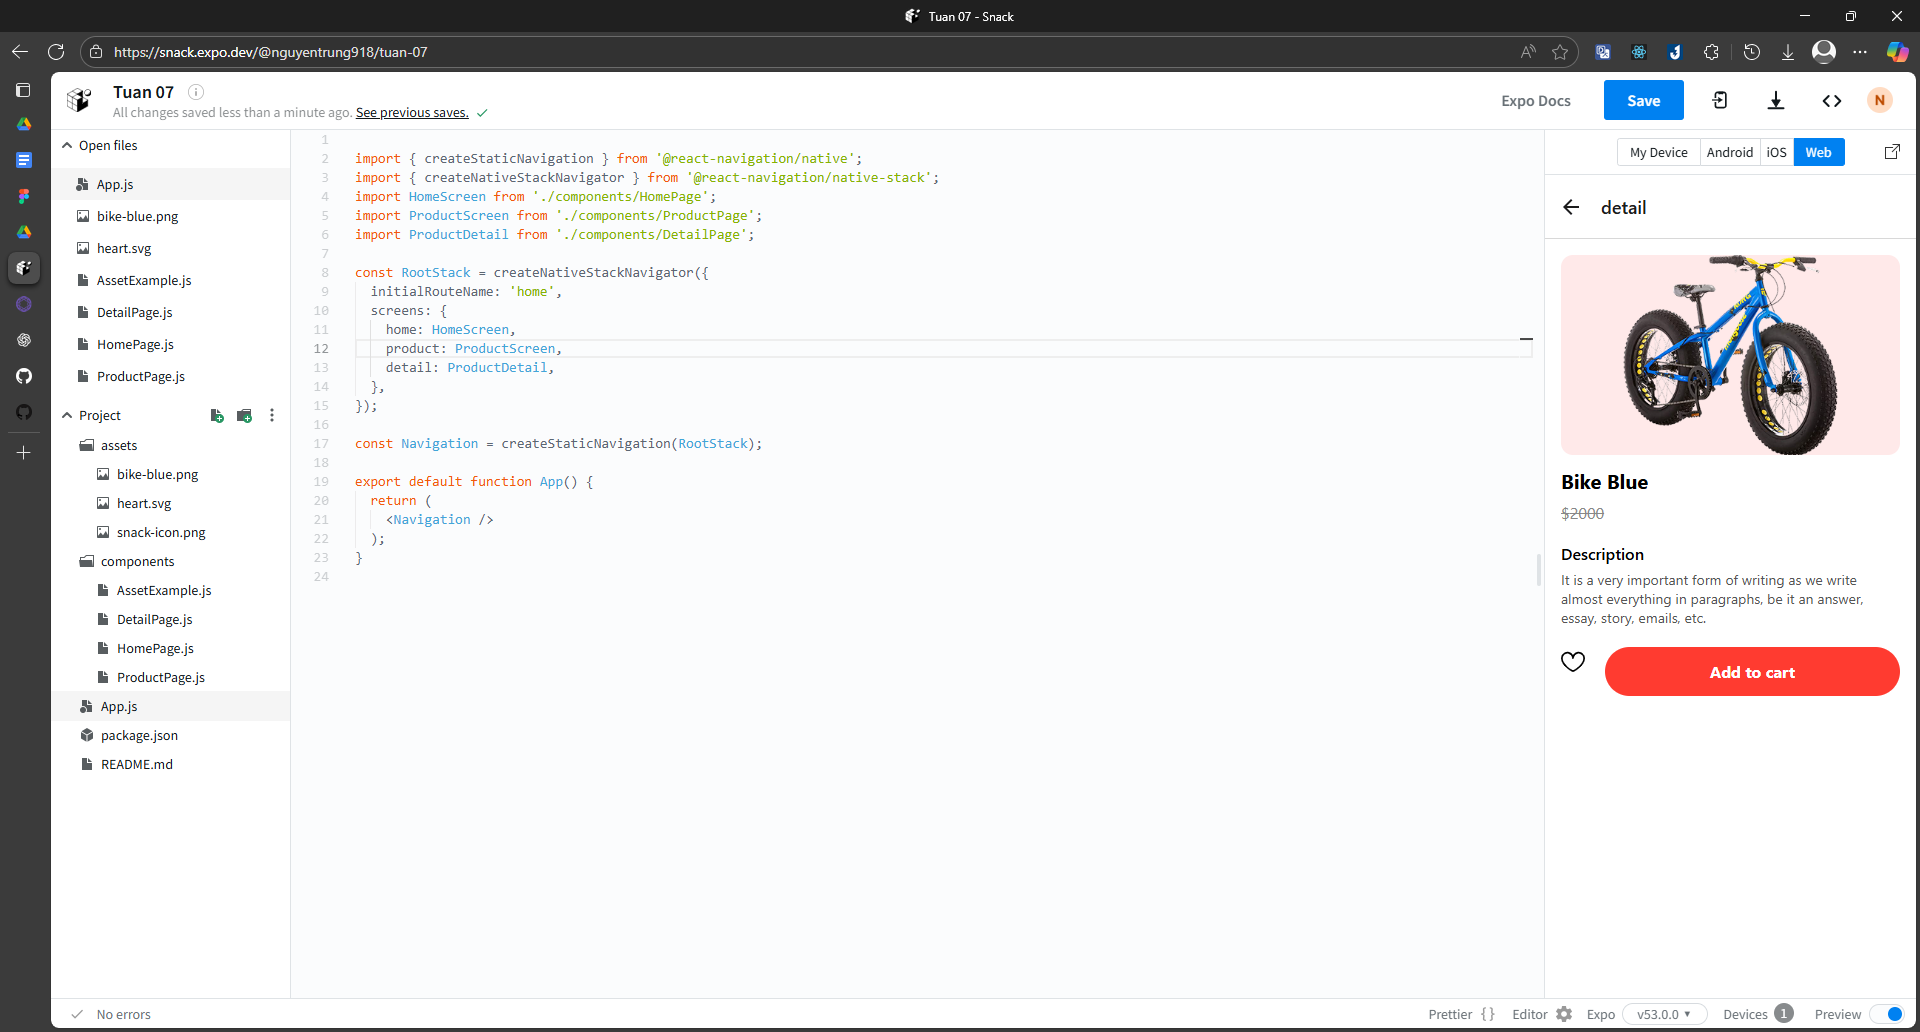 Tuan 07 - Snack
https://snack.expo.dev/@nguyentrung918/tuan-07
Tuan 07
All changes saved less than a minute ago. See previous saves.
Expo Docs
Save
N
Open files
App.js
bike-blue.png
heart.svg
AssetExample.js
DetailPage.js
HomePage.js
ProductPage.js
Project
assets
bike-blue.png
heart.svg
snack-icon.png
components
AssetExample.js
DetailPage.js
HomePage.js
ProductPage.js
App.js
package.json
README.md
1
2 import { createStaticNavigation } from '@react-navigation/native';
3 import { createNativeStackNavigator } from '@react-navigation/native-stack';
4 import HomeScreen from './components/HomePage';
5 import ProductScreen from './components/ProductPage';
6 import ProductDetail from './components/DetailPage';
7
8 const RootStack = createNativeStackNavigator({
9 initialRouteName: 'home',
10 screens: {
11 home: HomeScreen,
12 product: ProductScreen,
13 detail: ProductDetail,
14 },
15 });
16
17 const Navigation = createStaticNavigation(RootStack);
18
19 export default function App() {
20 return (
21 <Navigation />
22 );
23 }
24
My Device Android iOS Web
detail
Bike Blue
$2000
Description
It is a very important form of writing as we write
almost everything in paragraphs, be it an answer,
essay, story, emails, etc.
Add to cart
No errors
Prettier {} Editor Expo v53.0.0 Devices 1 Preview